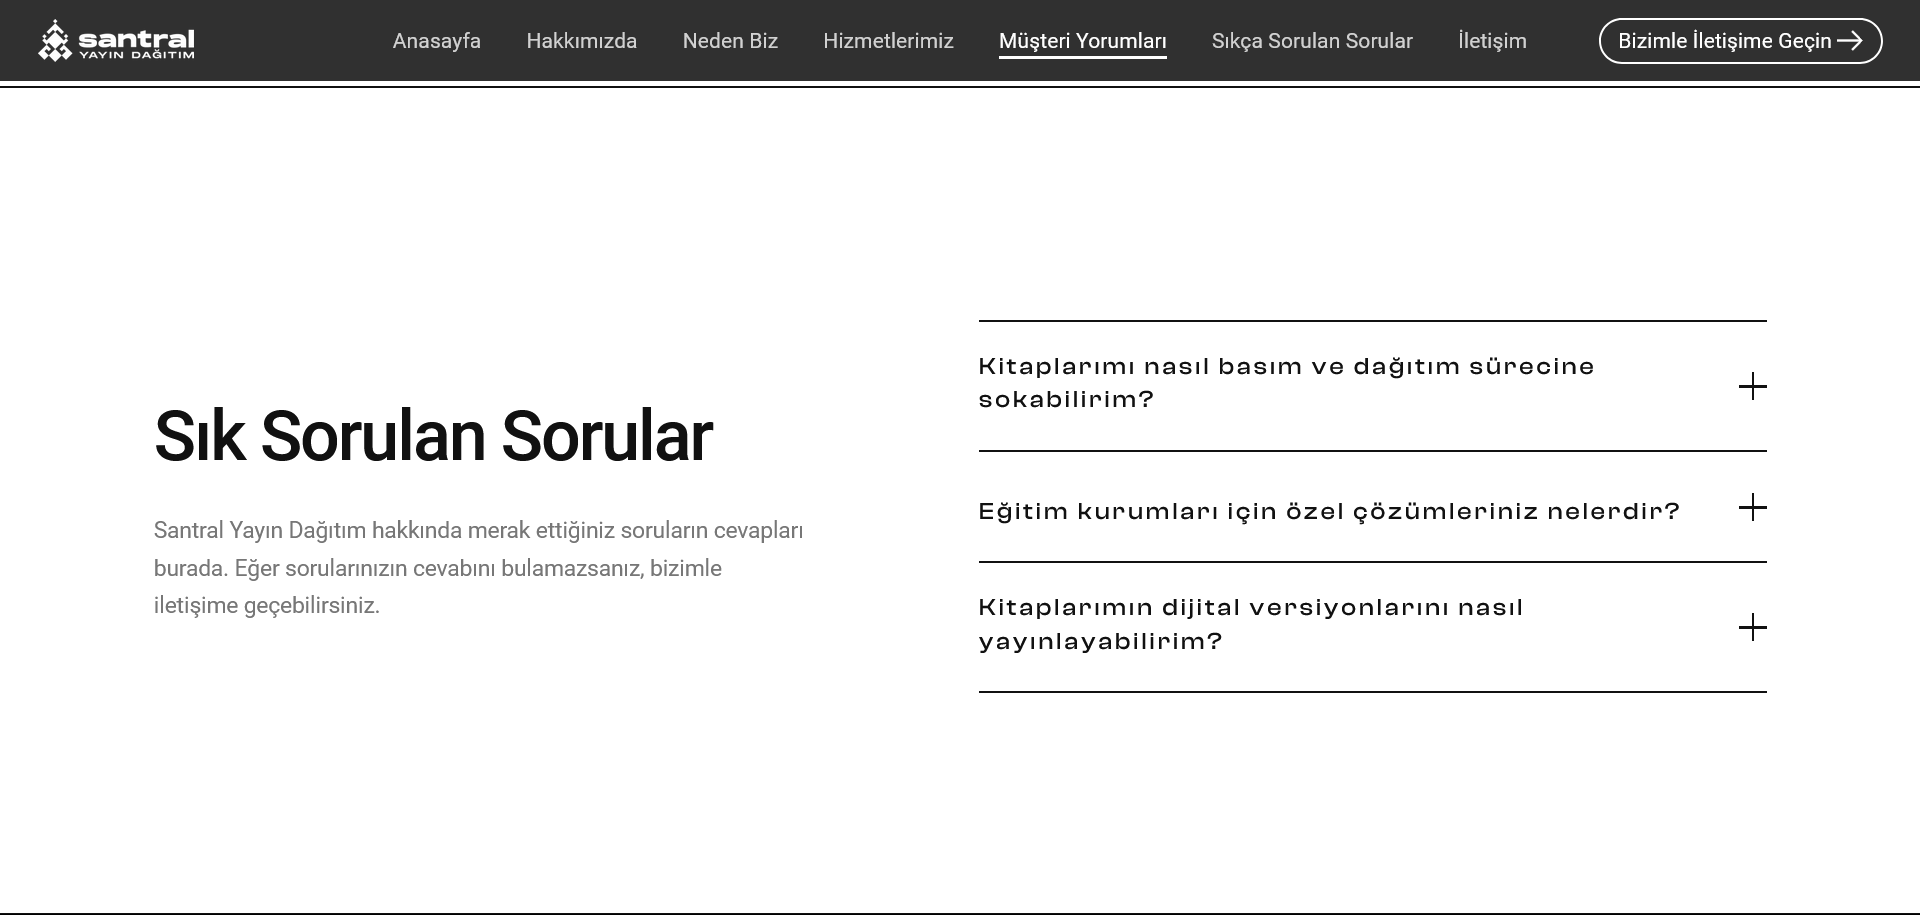 santral
YAYIN DAĞITIM
Anasayfa
Hakkımızda
Neden Biz
Hizmetlerimiz
Müşteri Yorumları
Sıkça Sorulan Sorular
İletişim
Bizimle İletişime Geçin
Sık Sorulan Sorular
Santral Yayın Dağıtım hakkında merak ettiğiniz soruların cevapları
burada. Eğer sorularınızın cevabını bulamazsanız, bizimle
iletişime geçebilirsiniz.
Kitaplarımı nasıl basım ve dağıtım sürecine
sokabilirim?
Eğitim kurumları için özel çözümleriniz nelerdir?
Kitaplarımın dijital versiyonlarını nasıl
yayınlayabilirim?